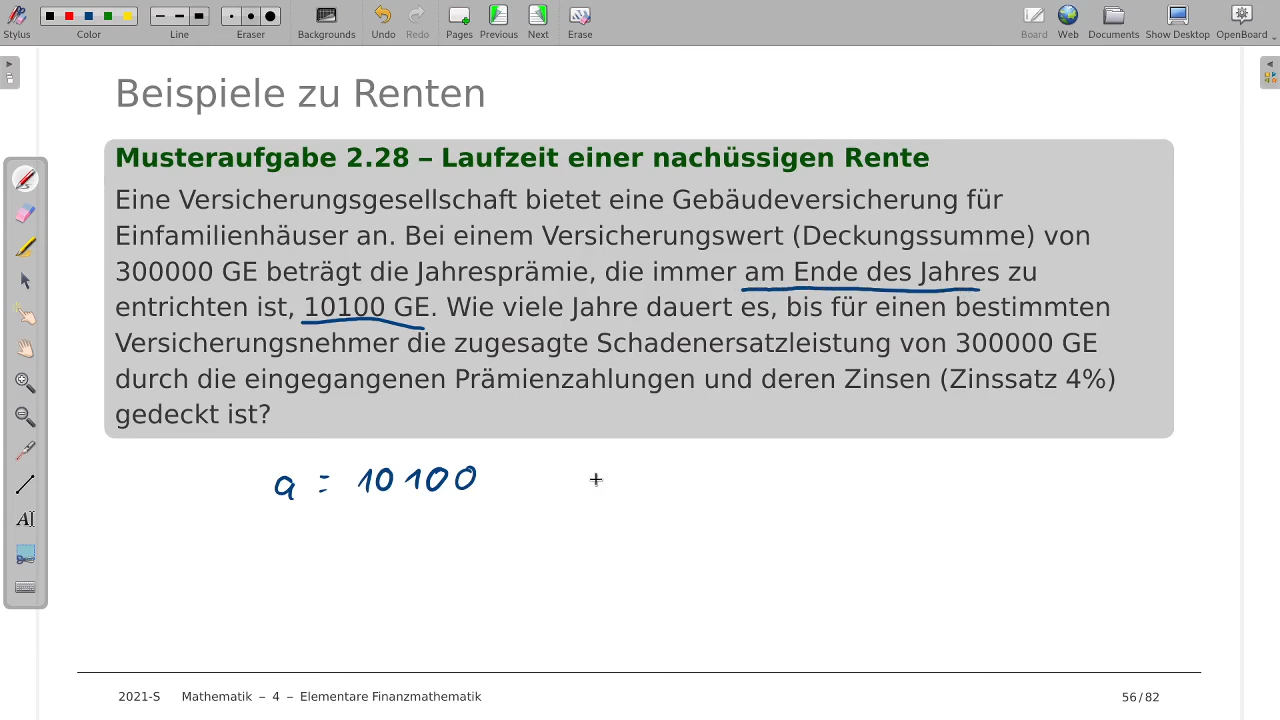 Stylus Color Line Eraser Backgrounds Undo Redo Pages Previous Next Erase Board Web Documents Show Desktop OpenBoard
Beispiele zu Renten
Musteraufgabe 2.28 – Laufzeit einer nachüssigen Rente
Eine Versicherungsgesellschaft bietet eine Gebäudeversicherung für
Einfamilienhäuser an. Bei einem Versicherungswert (Deckungssumme) von
300000 GE beträgt die Jahresprämie, die immer am Ende des Jahres zu
entrichten ist, 10100 GE. Wie viele Jahre dauert es, bis für einen bestimmten
Versicherungsnehmer die zugesagte Schadenersatzleistung von 300000 GE
durch die eingegangenen Prämienzahlungen und deren Zinsen (Zinssatz 4%)
gedeckt ist?
a = 10 100
2021-S Mathematik – 4 – Elementare Finanzmathematik 56/82